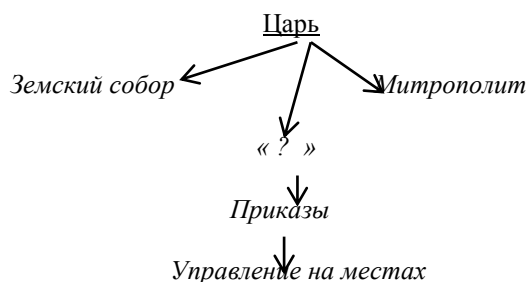 Царь
Земский собор
Митрополит
« ? »
Приказы
Управление на местах